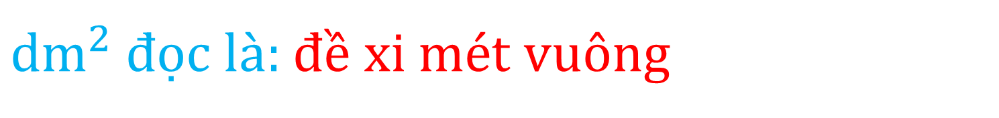 dm² đọc là: đề xi mét vuông